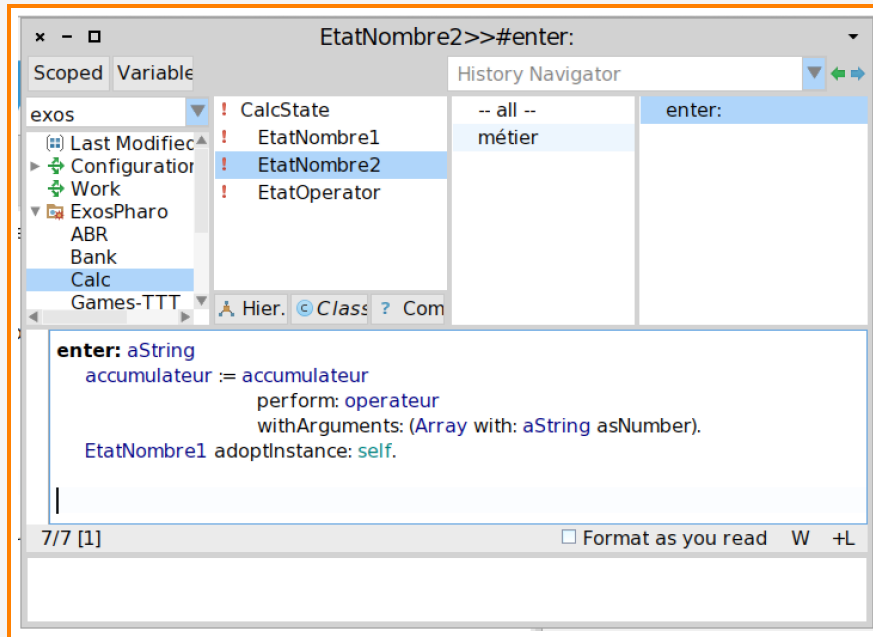 EtatNombre2>>#enter:
Scoped Variable
History Navigator
exos
Last Modified
Configuration
Work
ExosPharo
ABR
Bank
Calc
Games-TTT
! CalcState
! EtatNombre1
! EtatNombre2
! EtatOperator
Hier. Class ? Com
-- all --
métier
enter:
enter: aString
accumulateur := accumulateur
perform: operateur
withArguments: (Array with: aString asNumber).
EtatNombre1 adoptInstance: self.
7/7 [1]
Format as you read W +L